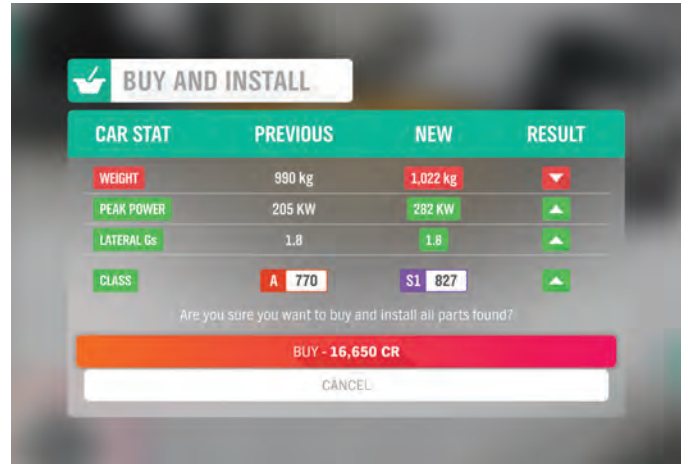 BUY AND INSTALL
CAR STAT PREVIOUS NEW RESULT
WEIGHT 990 kg 1,022 kg
PEAK POWER 205 KW 282 KW
LATERAL Gs 1.8 1.8
CLASS A 770 S1 827
Are you sure you want to buy and install all parts found?
BUY - 16,650 CR
CANCEL